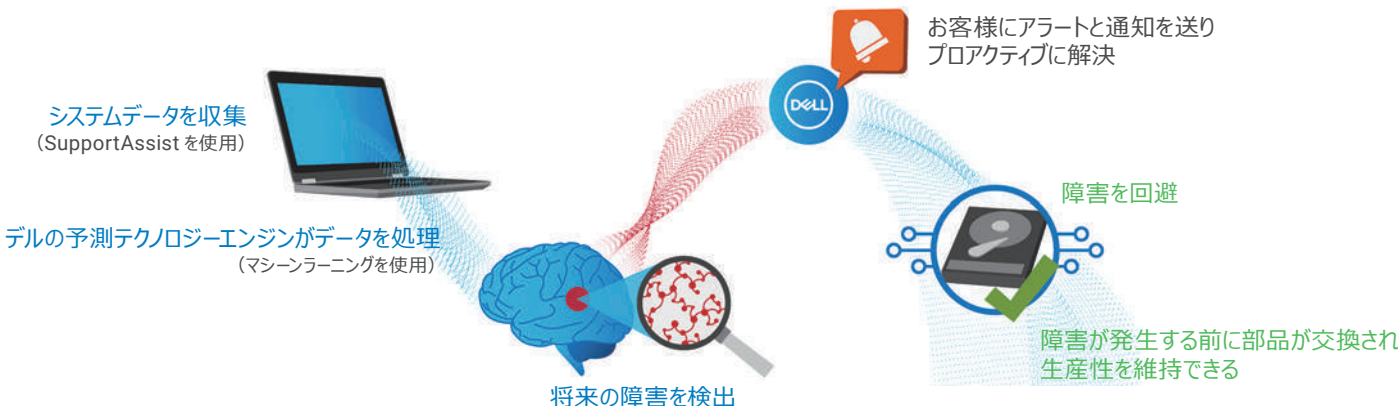 システムデータを収集
（SupportAssist を使用）
デルの予測テクノロジーエンジンがデータを処理
（マシーンラーニングを使用）
将来の障害を検出
DELL
お客様にアラートと通知を送り
プロアクティブに解決
障害を回避
障害が発生する前に部品が交換され
生産性を維持できる